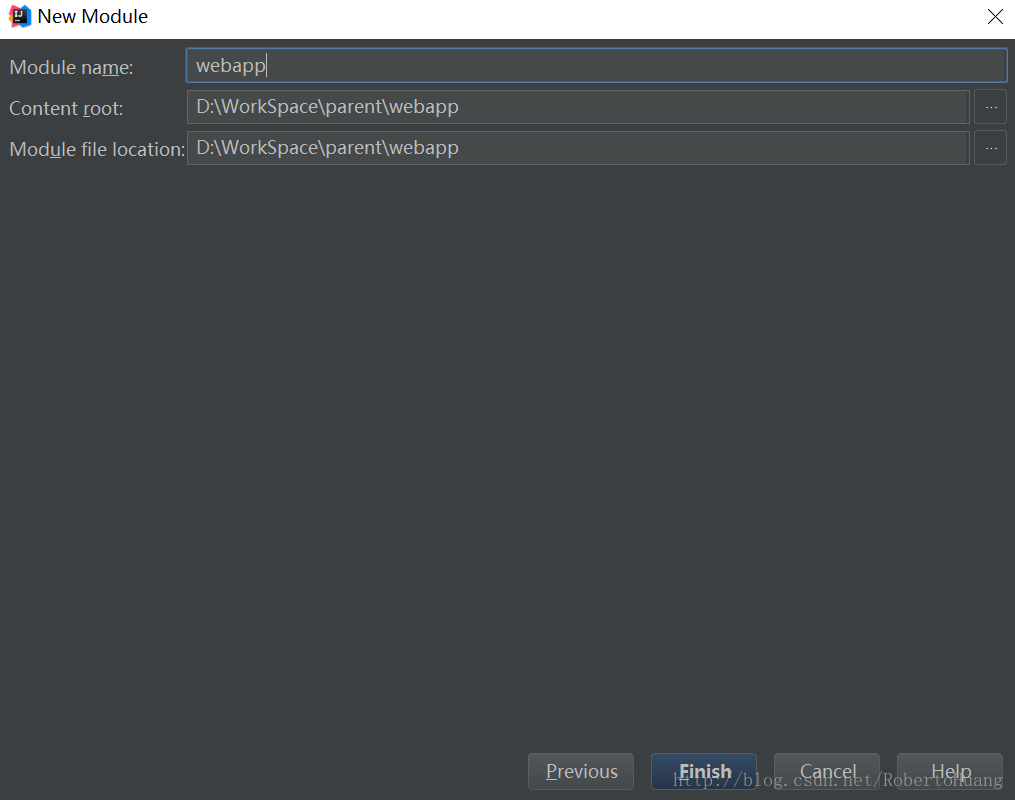 New Module
Module name: webapp
Content root: D:\WorkSpace\parent\webapp ...
Module file location: D:\WorkSpace\parent\webapp ...
Previous Finish Cancel Help
http://blog.csdn.net/RobertoHuang